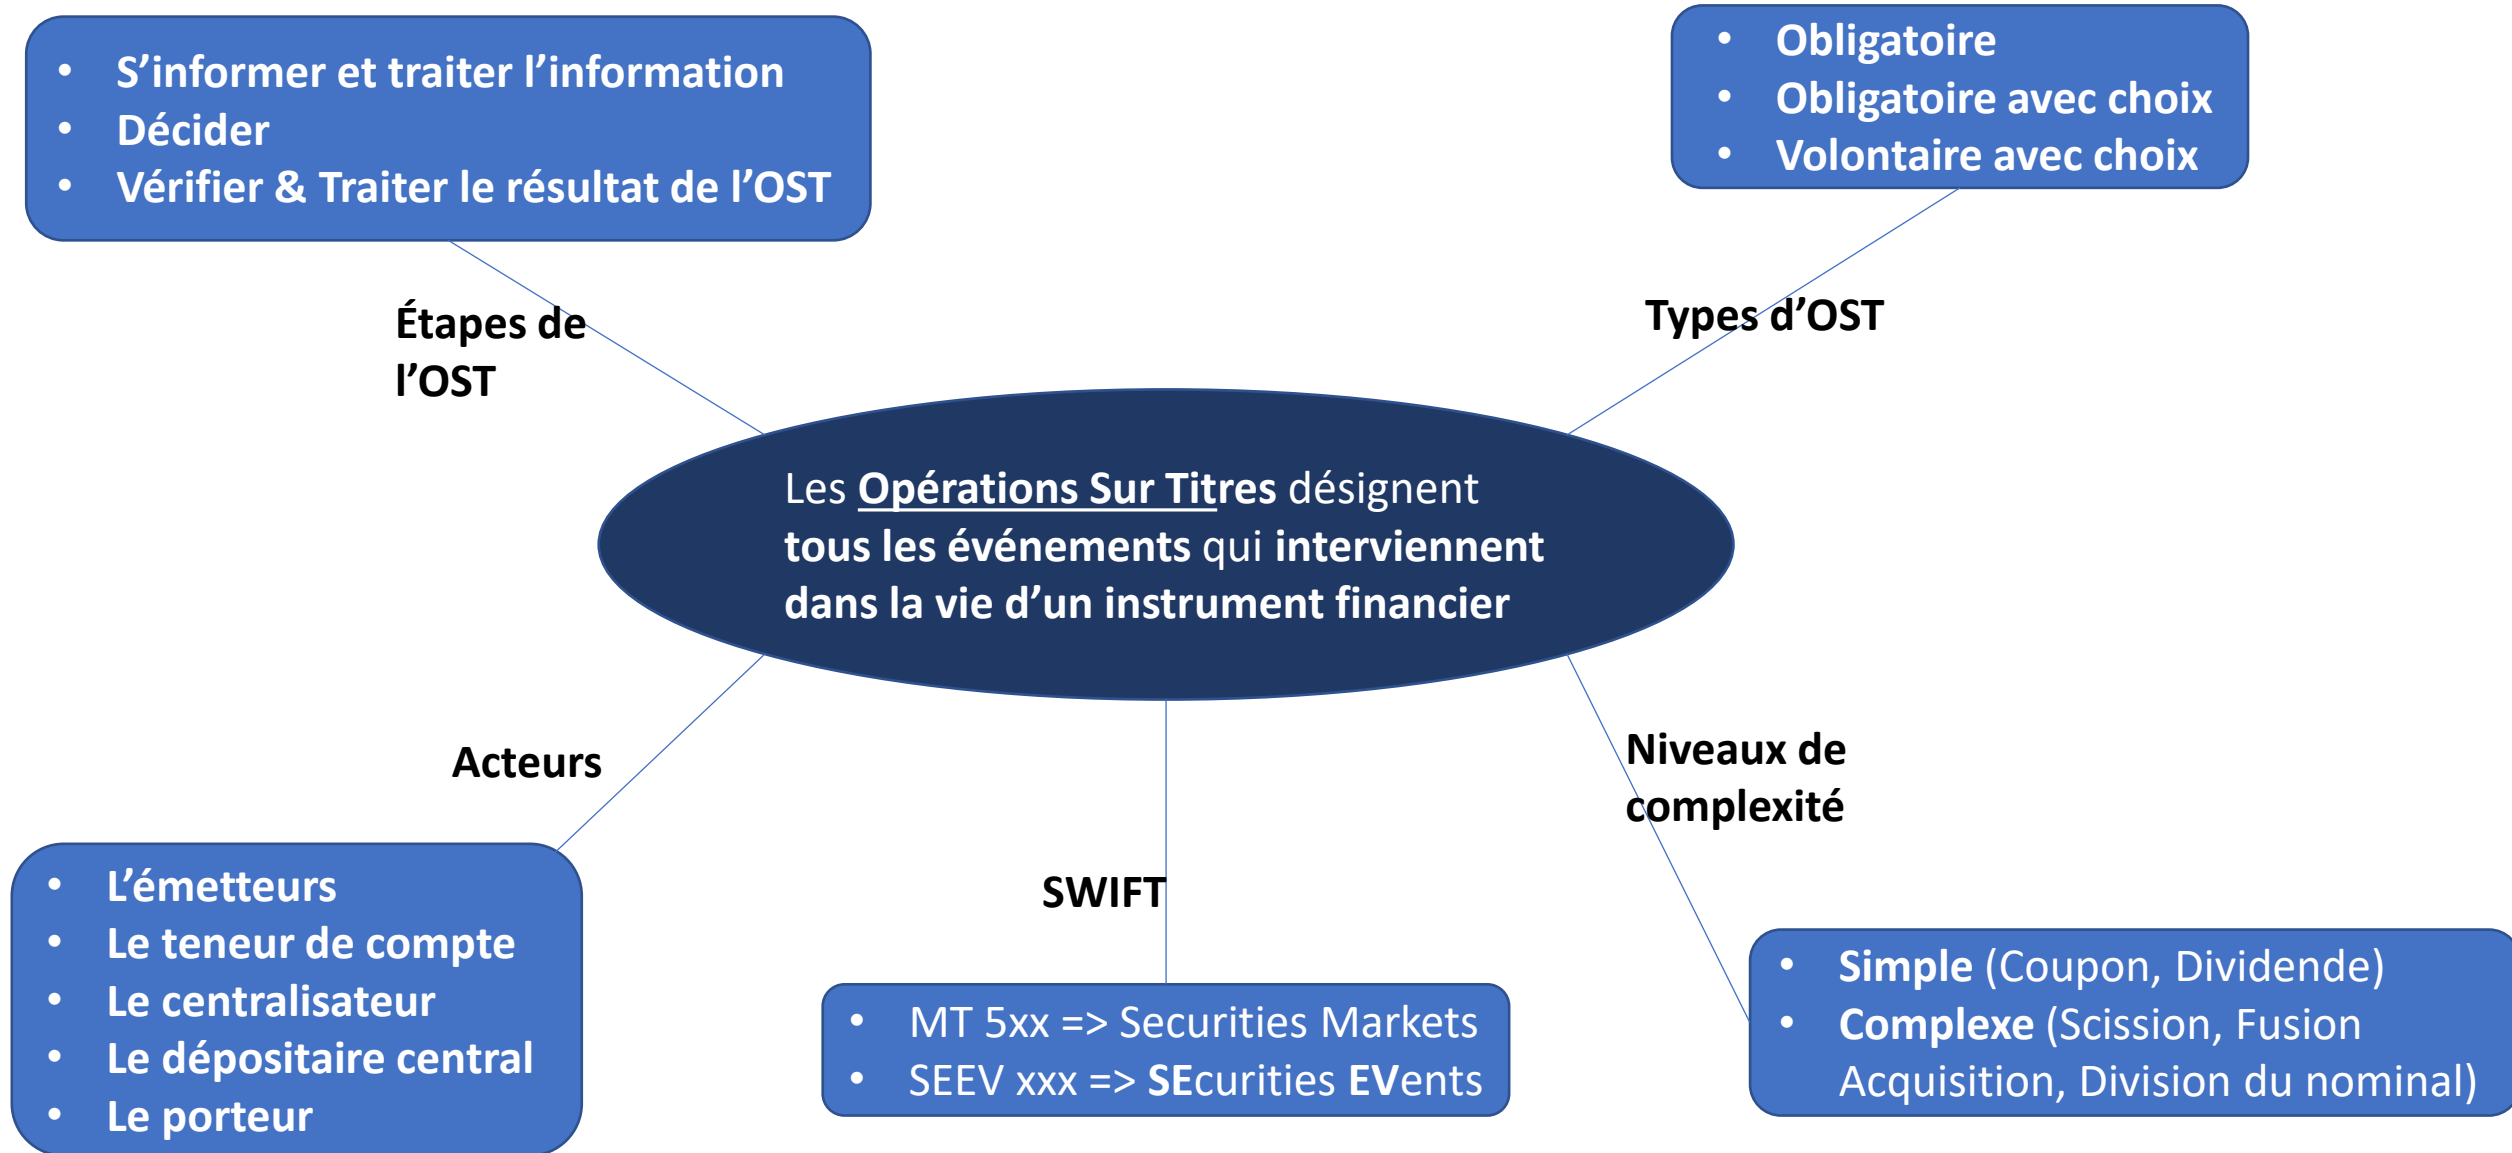 • S’informer et traiter l’information
• Décider
• Vérifier & Traiter le résultat de l’OST
• Obligatoire
• Obligatoire avec choix
• Volontaire avec choix
Étapes de
l’OST
Types d’OST
Les Opérations Sur Titres désignent
tous les événements qui interviennent
dans la vie d’un instrument financier
Acteurs
SWIFT
Niveaux de
complexité
• L’émetteurs
• Le teneur de compte
• Le centralisateur
• Le dépositaire central
• Le porteur
• MT 5xx => Securities Markets
• SEEV xxx => SEcurities EVents
• Simple (Coupon, Dividende)
• Complexe (Scission, Fusion
Acquisition, Division du nominal)